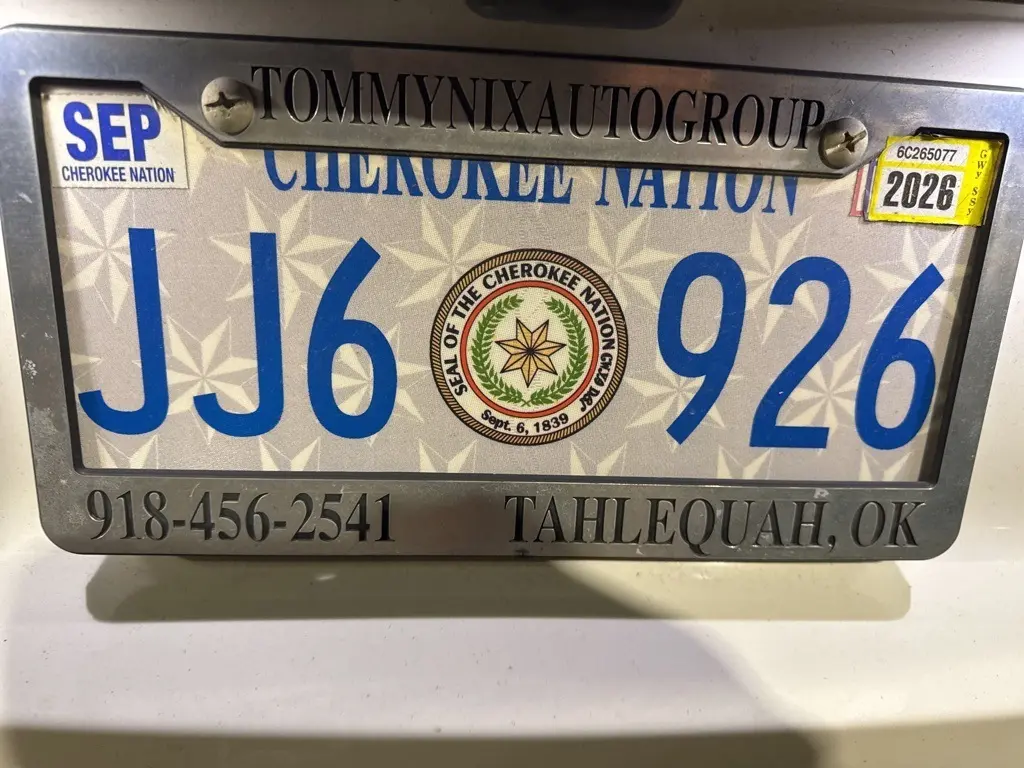 TOMMYNIXAUTOGROUP
SEP
CHEROKEE NATION
CHEROKEE NATION
6C265077
2026
JJ6 926
SEAL OF THE CHEROKEE NATION
Sept. 6, 1839
918-456-2541
TAHLEQUAH, OK